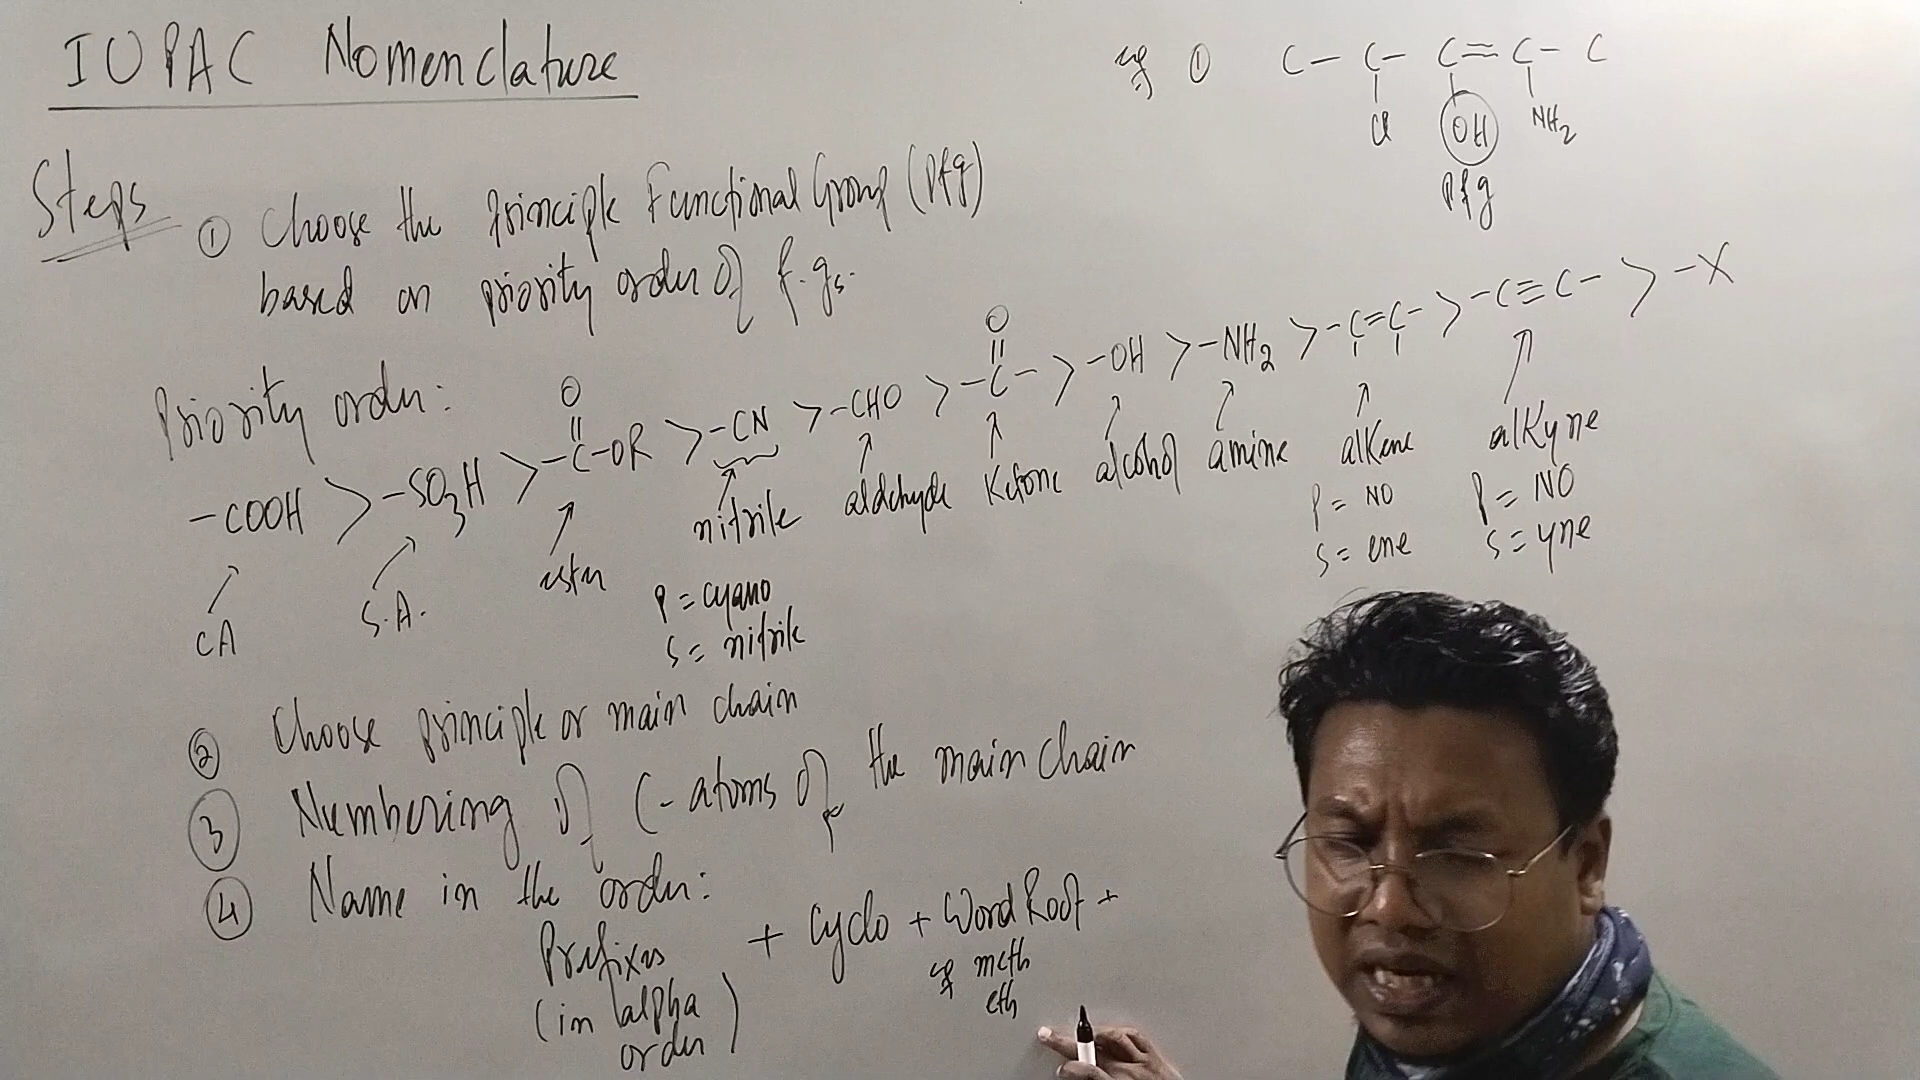 IUPAC Nomenclature
eg ① C - C - C = C - C
Cl OH NH2
Pfg
Steps ① Choose the principle Functional Group (Pfg)
based on priority order of f.gs.
Priority order:
-COOH > -SO3H > -C-OR > -CN > -CHO > -C- > -OH > -NH2 > -C=C- > -C≡C- > -X
O O
CA S.A. ester nitrile aldehyde Ketone alcohol amine alkene alkyne
P = cyano P = NO P = NO
S = nitrile S = ene S = yne
② Choose principle or main chain
③ Numbering of C-atoms of the main chain
④ Name in the order:
Prefixes + Cyclo + Word Root +
(in alpha order) eg meth
eth